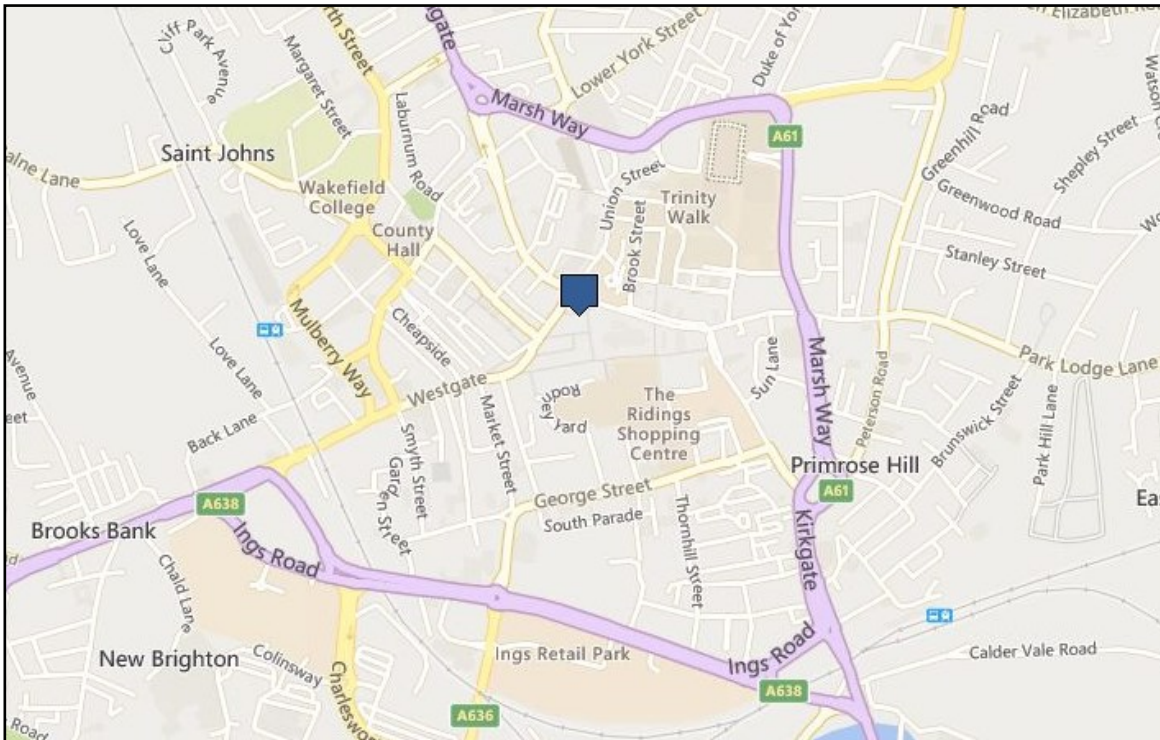 Cliff Park Avenue
Margaret Street
Laburnum Road
Lower York Street
Duke of Yo
Saint Johns
Wakefield
College
County
Hall
Marsh Way
A61
Union Street
Trinity
Walk
Brook Street
Greenhill Road
Greenwood Road
Shepley Street
Stanley Street
Love Lane
Love Lane
Mulberry Way
Cheapside
Westgate
Back Lane
Smyth Street
Market Street
Rodney Yard
The
Ridings
Shopping
Centre
Sun Lane
Marsh Way
Peterson Road
Park Lodge Lane
Brunswick Street
Park Hill Lane
Primrose Hill
A61
George Street
South Parade
Thornhill Street
Kirkgate
A638
Brooks Bank
Ings Road
Chald Lane
New Brighton
Colinsway
Ings Retail Park
Ings Road
A638
A636
Calder Vale Road